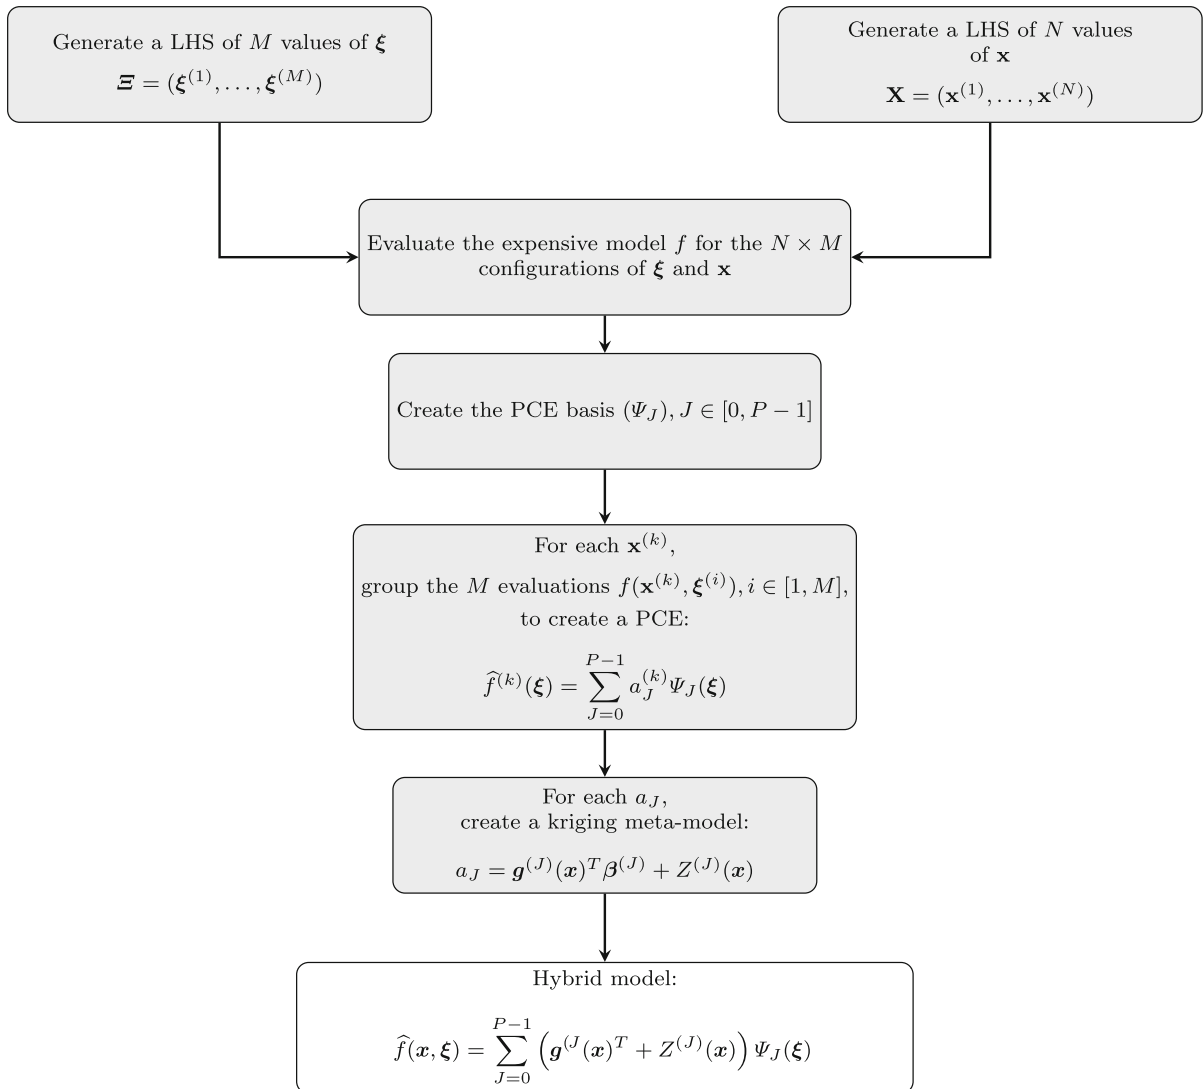 Generate a LHS of M values of ξ
Ξ = (ξ^(1), . . . , ξ^(M))
Generate a LHS of N values
of x
X = (x^(1), . . . , x^(N))
Evaluate the expensive model f for the N × M
configurations of ξ and x
Create the PCE basis (Ψ_J), J ∈ [0, P − 1]
For each x^(k),
group the M evaluations f(x^(k), ξ^(i)), i ∈ [1, M],
to create a PCE:
f̂^(k)(ξ) = ∑_{J=0}^{P−1} a_J^(k) Ψ_J(ξ)
For each a_J,
create a kriging meta-model:
a_J = g^(J)(x)^T β^(J) + Z^(J)(x)
Hybrid model:
f̂(x, ξ) = ∑_{J=0}^{P−1} (g^(J(x)^T + Z^(J)(x)) Ψ_J(ξ)